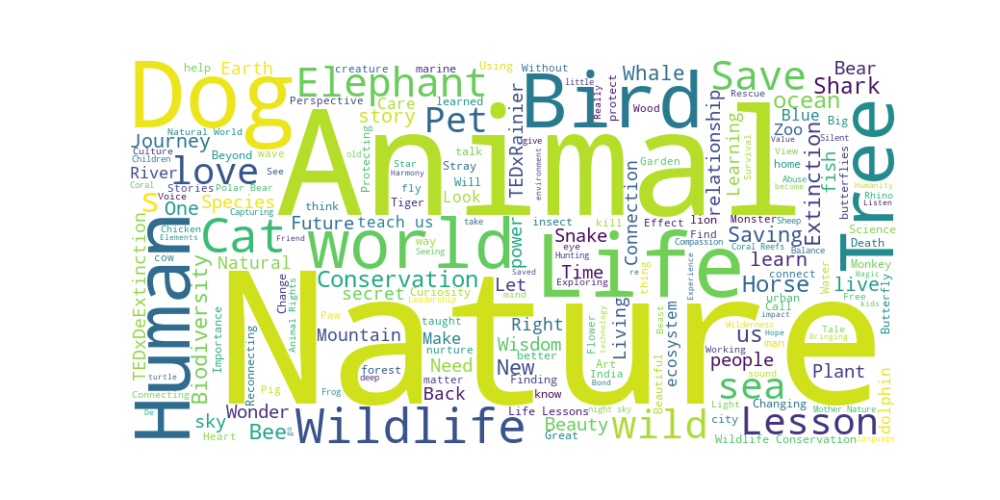 Dog
help
Earth
Elephant
creature
marine
Using
Without
Bird
Whale
Save
Bear
Shark
Perspective
Care
story
learned
Pet
TEDxRainier
little
Really
give
protect
Wood
relationship
Rescue
ocean
Blue
Zoo
Big
Natural World
Journey
Culture
Children
River
love
Beyond
wave
See
Stories
Polar Bear
Coral
Voice
s
One
Species
Capturing
Animal
Protecting
old
Star
Harmony
fly
Tiger
talk
Stray
Will
Look
think
Future
teach us
environment
Garden
Connection
Effect
insect
kill
lion
Find
Learning
Value
View
home
Abuse
become
Survival
Monster
Sheep
Compassion
Extinction
fish
butterflies
Silent
Rhino
Listen
Humanity
Science
Tree
Human
TEDxDeExtinction
Chicken
Elements
cow
Biodiversity
Natural
Cat
Friend
world
way
Seeing
power
take
Life
Snake
eye
Hunting
Time
Exploring
Saving
Coral Reefs
Balance
learn
connect
Magic
Death
live
Monkey
Water
Free
kids
Butterfly
Experience
Importance
Reconnecting
Change
Animal Rights
Conservation
secret
Curiosity
Leadership
Saved
mind
Let
re
thing
Living
ecosystem
Horse
urban
Call
impact
Nature
Paw
Mountain
taught
Make
nurture
Right
Wisdom
better
New
Flower
technology
Art
India
Beautiful
Beast
Working
people
Wilderness
Hope
us
man
Tale
Bringing
Plant
turtle
Connecting
Be
Pig
Frog
forest
deep
matter
Need
Back
Finding
know
Bond
sea
sound
Light
Changing
Mother Nature
dolphin
sky
Heart
Wonder
Bee
go
Wildlife
Life Lessons
Great
Beauty
night sky
wild
city
Lesson
Wildlife Conservation
Language